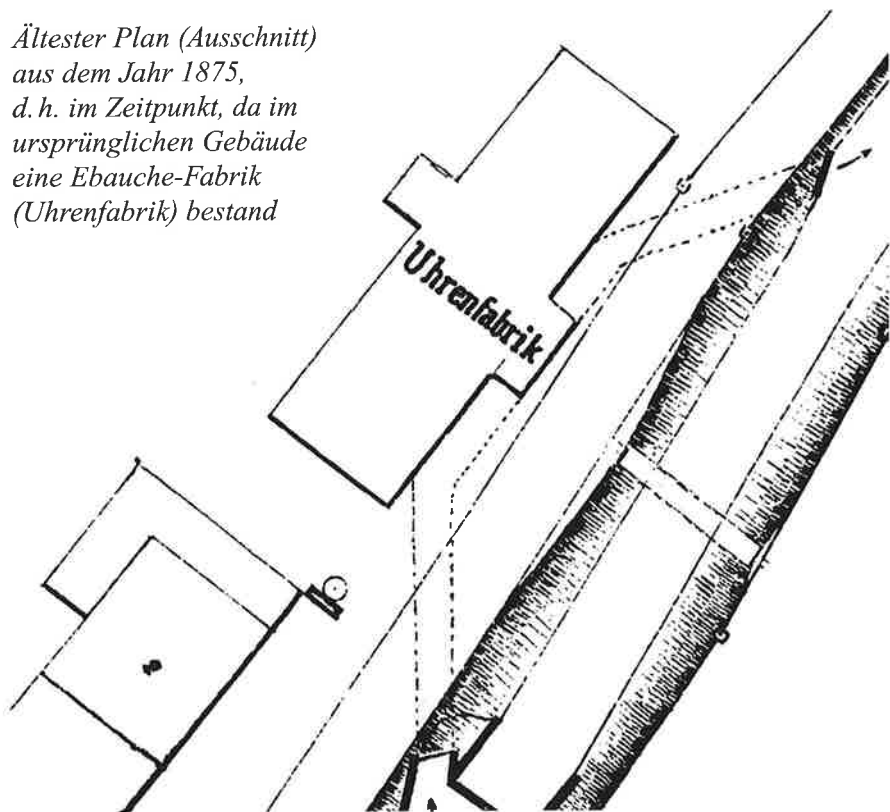 Ältester Plan (Ausschnitt)
aus dem Jahr 1875,
d. h. im Zeitpunkt, da im
ursprünglichen Gebäude
eine Ebauche-Fabrik
(Uhrenfabrik) bestand
Uhrenfabrik